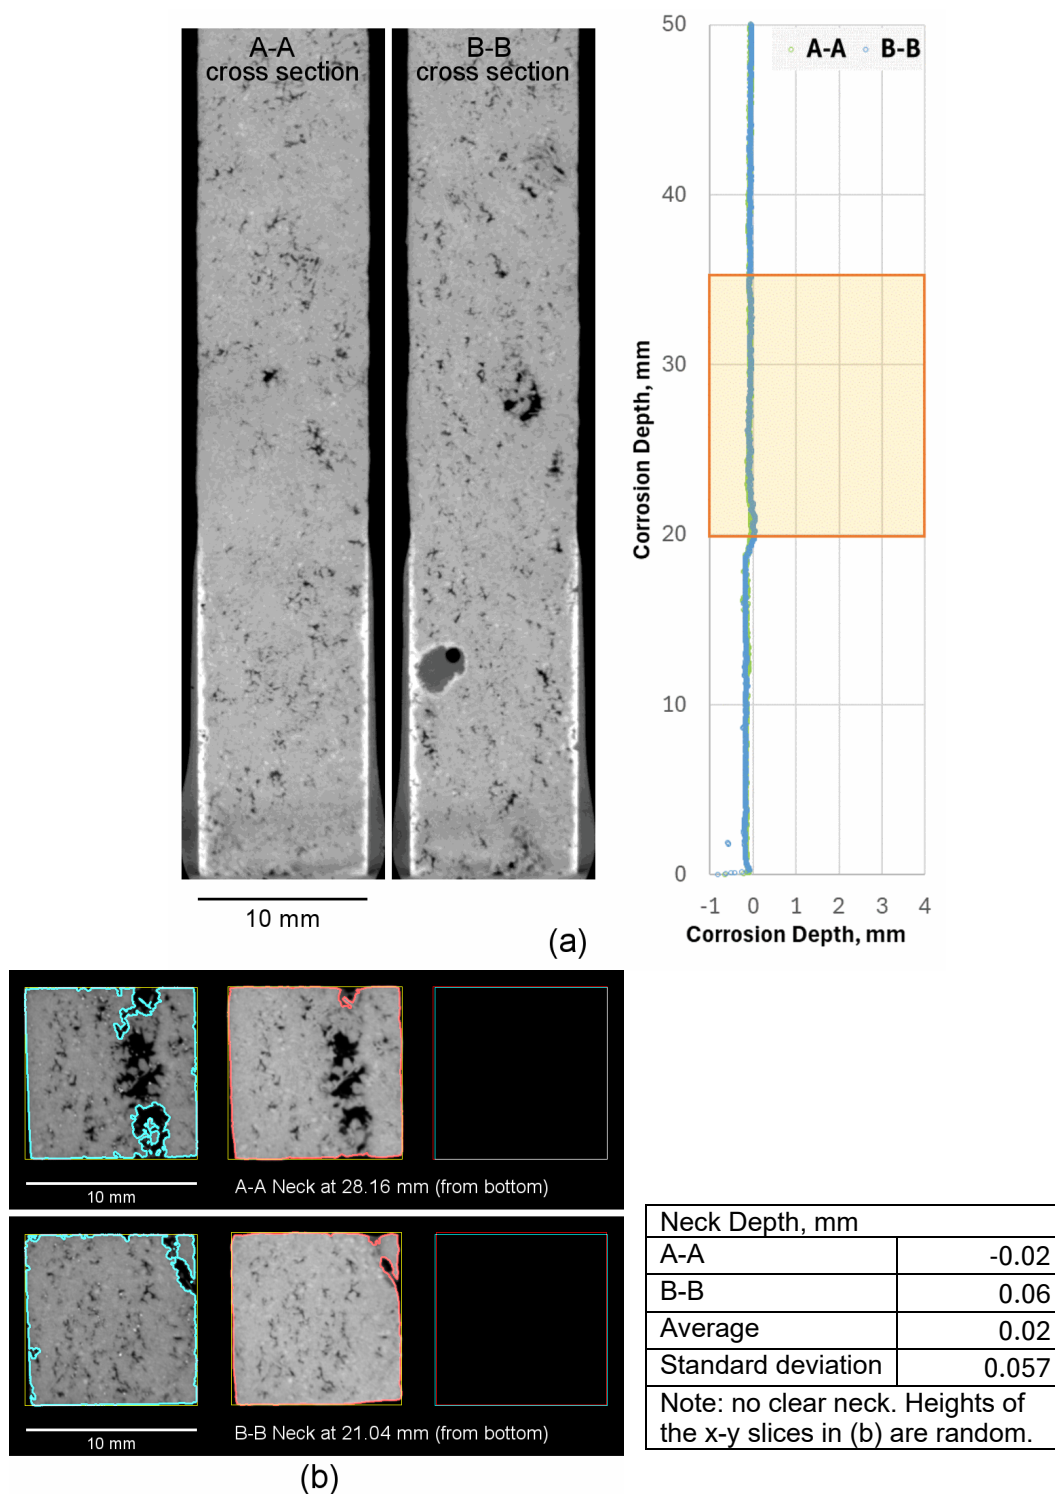 A-A
cross section
B-B
cross section
10 mm
50
40
30
20
10
0
Corrosion Depth, mm
A-A B-B
-1 0 1 2 3 4
Corrosion Depth, mm
(a)
10 mm
A-A Neck at 28.16 mm (from bottom)
10 mm
B-B Neck at 21.04 mm (from bottom)
(b)
Neck Depth, mm
A-A -0.02
B-B 0.06
Average 0.02
Standard deviation 0.057
Note: no clear neck. Heights of
the x-y slices in (b) are random.